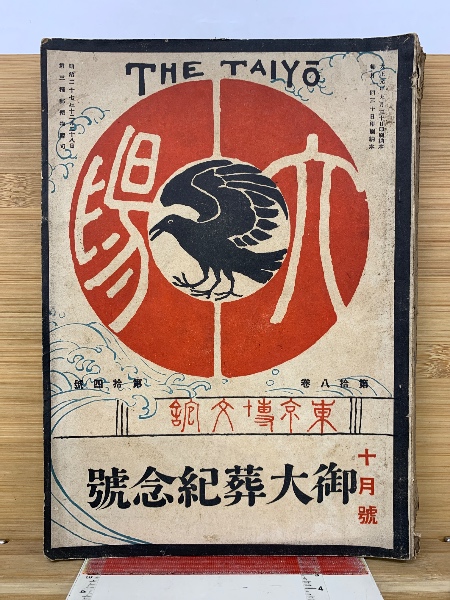 THE TAIYŌ
太陽
第拾八卷
第拾四號
東京博文館
十月號
御大葬紀念號